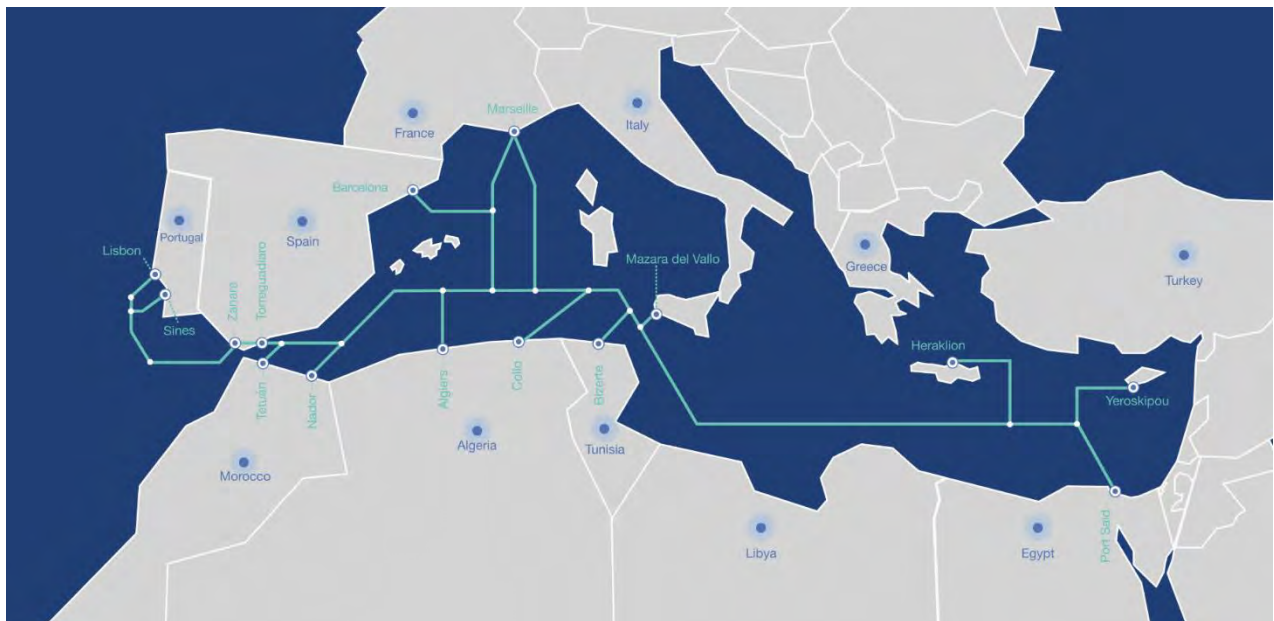 Marseille
France
Italy
Barcelona
Portugal
Spain
Lisbon
Mazara del Vallo
Greece
Turkey
Zahara
Torreguadiaro
Sines
Heraklion
Yeroskipou
Tetuán
Nador
Algiers
Collo
Bizerte
Algeria
Tunisia
Morocco
Libya
Egypt
Port Said